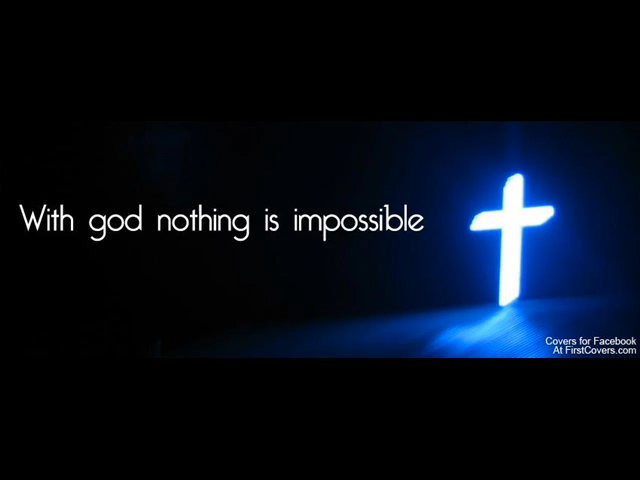 With god nothing is impossible
Covers for Facebook
At FirstCovers.com